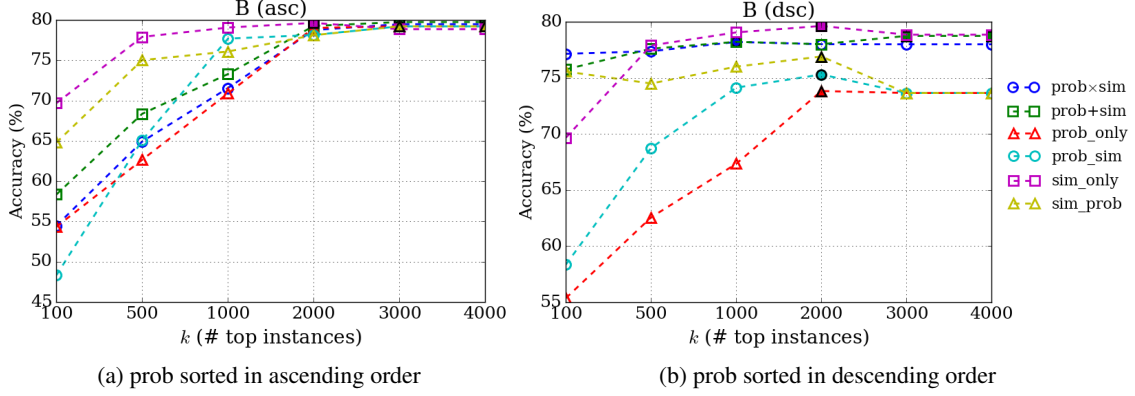 B (asc)
80
75
70
65
60
55
50
45
Accuracy (%)
100 500 1000 2000 3000 4000
k (# top instances)
(a) prob sorted in ascending order
B (dsc)
80
75
70
65
60
55
Accuracy (%)
100 500 1000 2000 3000 4000
k (# top instances)
(b) prob sorted in descending order
prob×sim
prob+sim
prob_only
prob_sim
sim_only
sim_prob